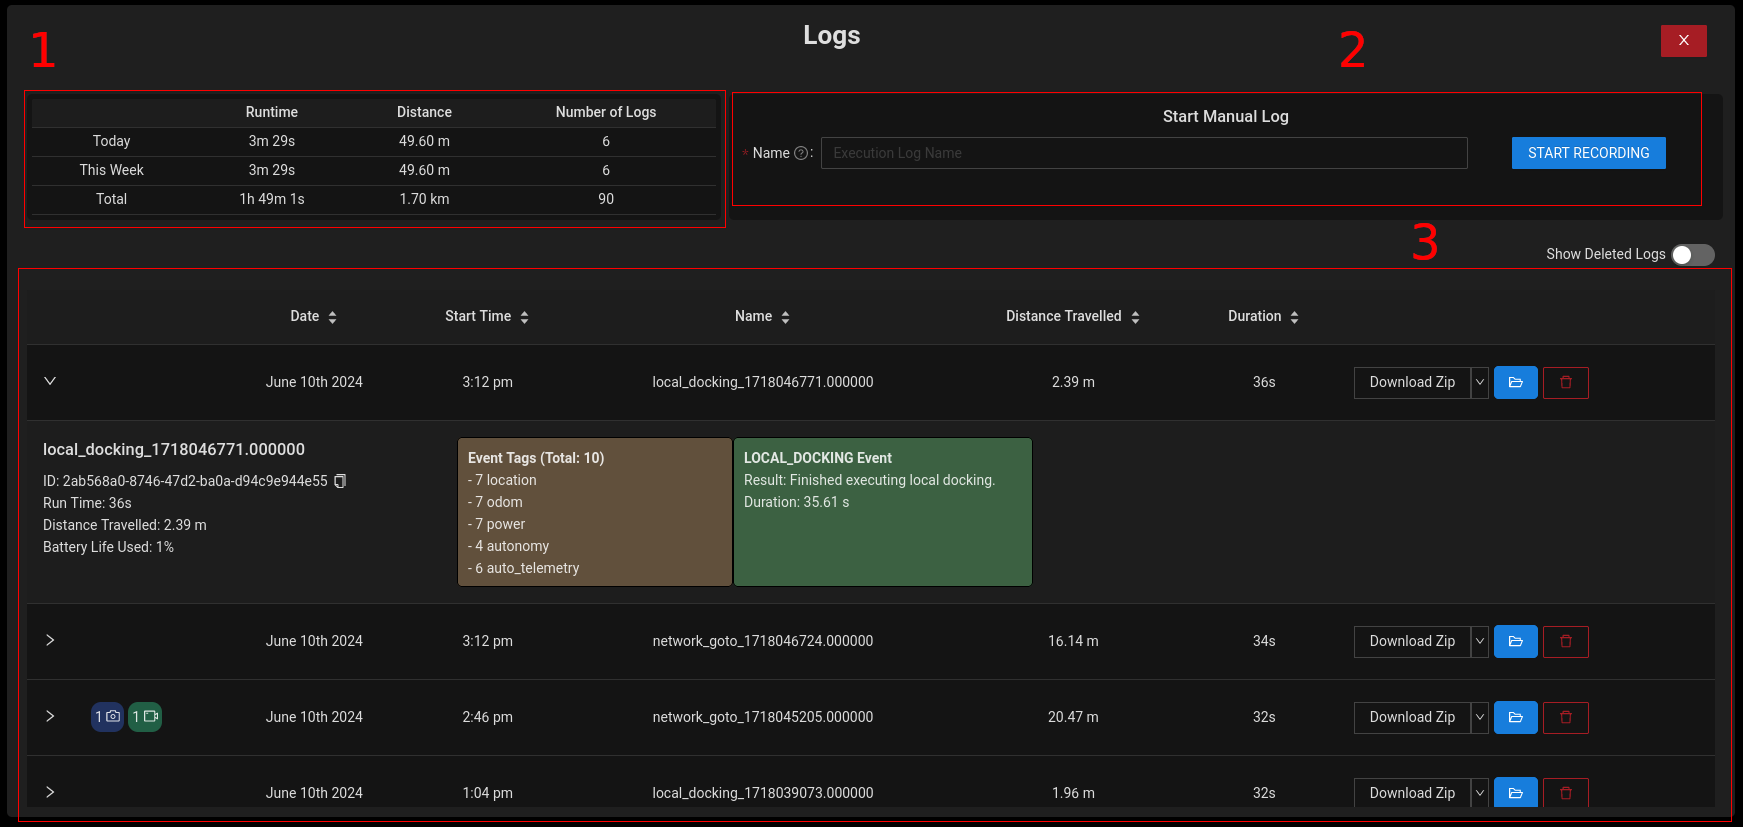 Logs
1
2
X
Runtime Distance Number of Logs
Today 3m 29s 49.60 m 6
This Week 3m 29s 49.60 m 6
Total 1h 49m 1s 1.70 km 90
Start Manual Log
* Name ? : Execution Log Name START RECORDING
3
Show Deleted Logs
Date Start Time Name Distance Travelled Duration
June 10th 2024 3:12 pm local_docking_1718046771.000000 2.39 m 36s Download Zip
local_docking_1718046771.000000
ID: 2ab568a0-8746-47d2-ba0a-d94c9e944e55
Run Time: 36s
Distance Travelled: 2.39 m
Battery Life Used: 1%
Event Tags (Total: 10)
- 7 location
- 7 odom
- 7 power
- 4 autonomy
- 6 auto_telemetry
LOCAL_DOCKING Event
Result: Finished executing local docking.
Duration: 35.61 s
June 10th 2024 3:12 pm network_goto_1718046724.000000 16.14 m 34s Download Zip
1 1 June 10th 2024 2:46 pm network_goto_1718045205.000000 20.47 m 32s Download Zip
June 10th 2024 1:04 pm local_docking_1718039073.000000 1.96 m 32s Download Zip